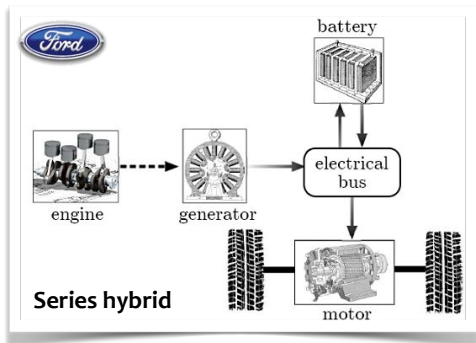 Ford
battery
electrical
bus
engine
generator
Series hybrid
motor